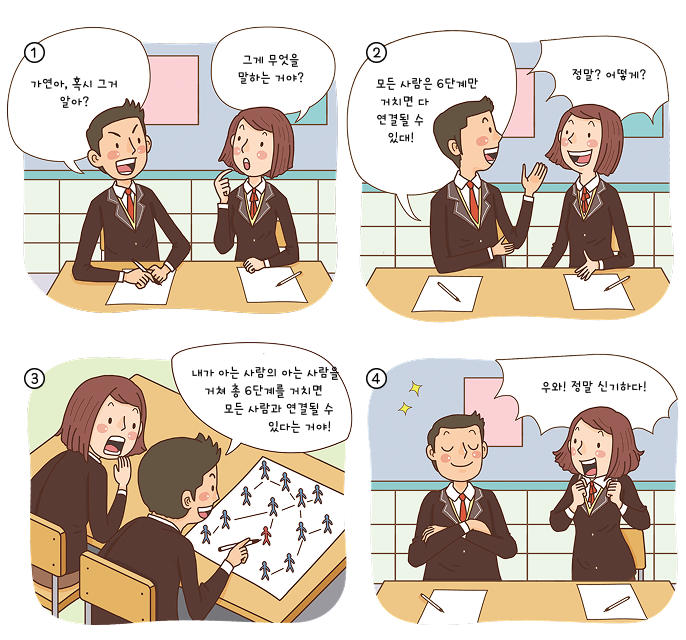 ①
가연아, 혹시 그거
알아?
그게 무엇을
말하는 거야?
②
모든 사람은 6단계만
거치면 다
연결될 수
있대!
정말? 어떻게?
③
내가 아는 사람의 아는 사람을
거쳐 총 6단계를 거치면
모든 사람과 연결될 수
있다는 거야!
④
우와! 정말 신기하다!